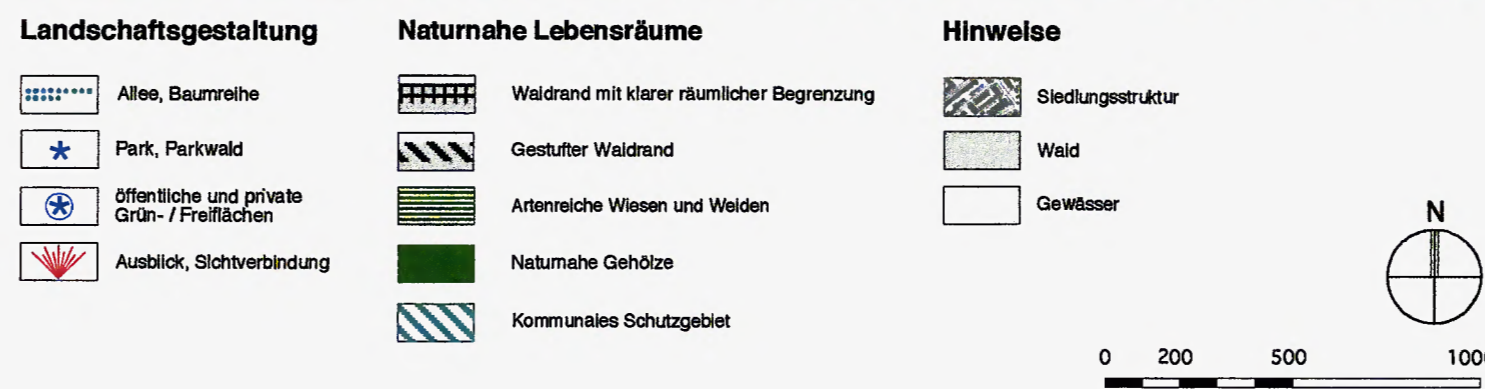 Landschaftsgestaltung
Allee, Baumreihe
Park, Parkwald
öffentliche und private
Grün- / Freiflächen
Ausblick, Sichtverbindung
Naturnahe Lebensräume
Waldrand mit klarer räumlicher Begrenzung
Gestufter Waldrand
Artenreiche Wiesen und Weiden
Naturnahe Gehölze
Kommunales Schutzgebiet
Hinweise
Siedlungsstruktur
Wald
Gewässer
N
0 200 500 1000